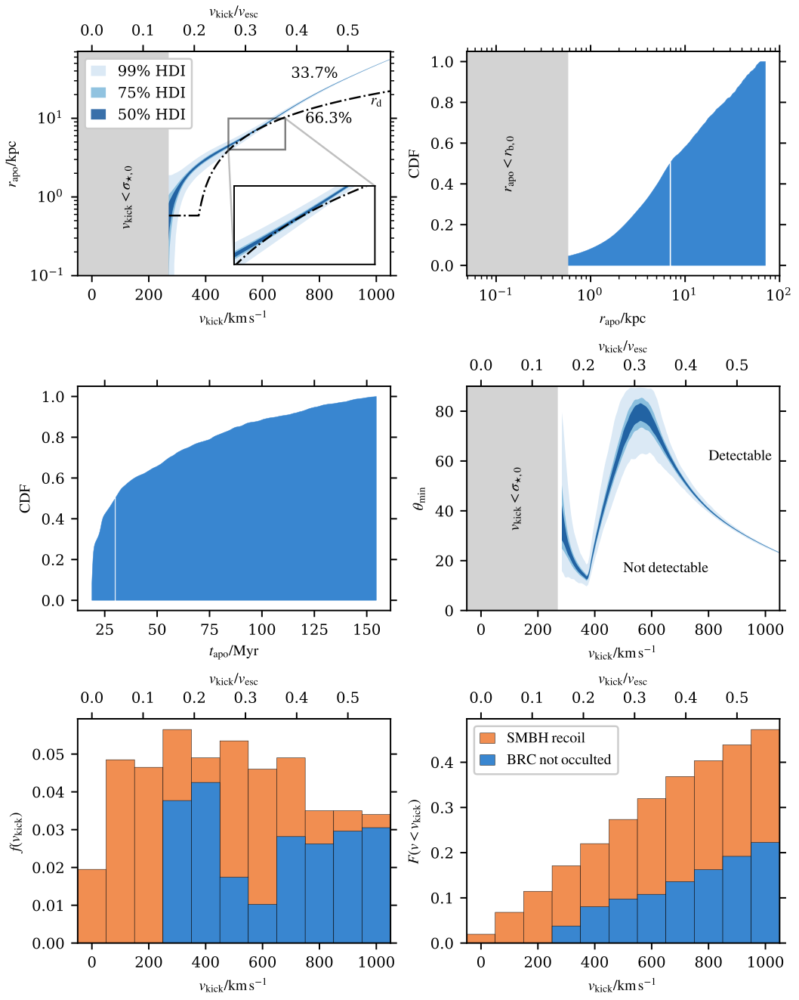 v_kick/v_esc
0.0 0.1 0.2 0.3 0.4 0.5
99% HDI
75% HDI
50% HDI
33.7%
66.3%
r_d
v_kick < σ_⋆,0
r_apo/kpc
10^1
10^0
10^−1
0 200 400 600 800 1000
v_kick/km s^−1
CDF
1.0
0.8
0.6
0.4
0.2
0.0
r_apo < r_b,0
10^−1 10^0 10^1 10^2
r_apo/kpc
CDF
1.0
0.8
0.6
0.4
0.2
0.0
25 50 75 100 125 150
t_apo/Myr
v_kick/v_esc
0.0 0.1 0.2 0.3 0.4 0.5
θ_min
80
60
40
20
0
v_kick < σ_⋆,0
Detectable
Not detectable
0 200 400 600 800 1000
v_kick/km s^−1
v_kick/v_esc
0.0 0.1 0.2 0.3 0.4 0.5
f(v_kick)
0.05
0.04
0.03
0.02
0.01
0.00
0 200 400 600 800 1000
v_kick/km s^−1
v_kick/v_esc
0.0 0.1 0.2 0.3 0.4 0.5
SMBH recoil
BRC not occulted
F(v < v_kick)
0.4
0.3
0.2
0.1
0.0
0 200 400 600 800 1000
v_kick/km s^−1